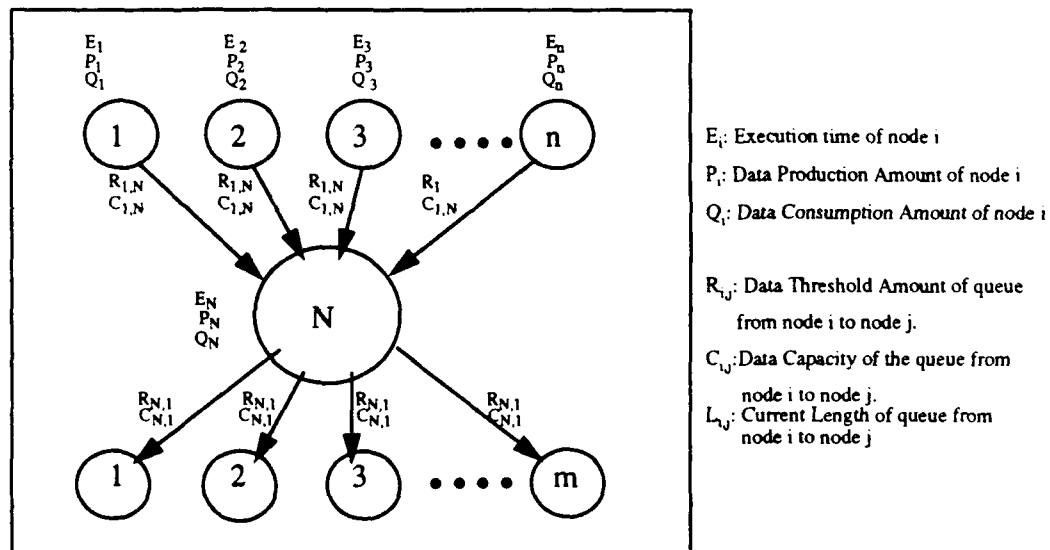 E1 E2 E3 En
P1 P2 P3 Pn
Q1 Q2 Q3 Qn
1 2 3 •••• n
R1,N R1,N R1,N R1
C1,N C1,N C1,N C1,N
EN
PN
QN
N
RN,1 RN,1 RN,1 RN,1
CN,1 CN,1 CN,1 CN,1
1 2 3 •••• m
Ei: Execution time of node i
Pi: Data Production Amount of node i
Qi: Data Consumption Amount of node i
Ri,j: Data Threshold Amount of queue
from node i to node j.
Ci,j: Data Capacity of the queue from
node i to node j.
Li,j: Current Length of queue from
node i to node j